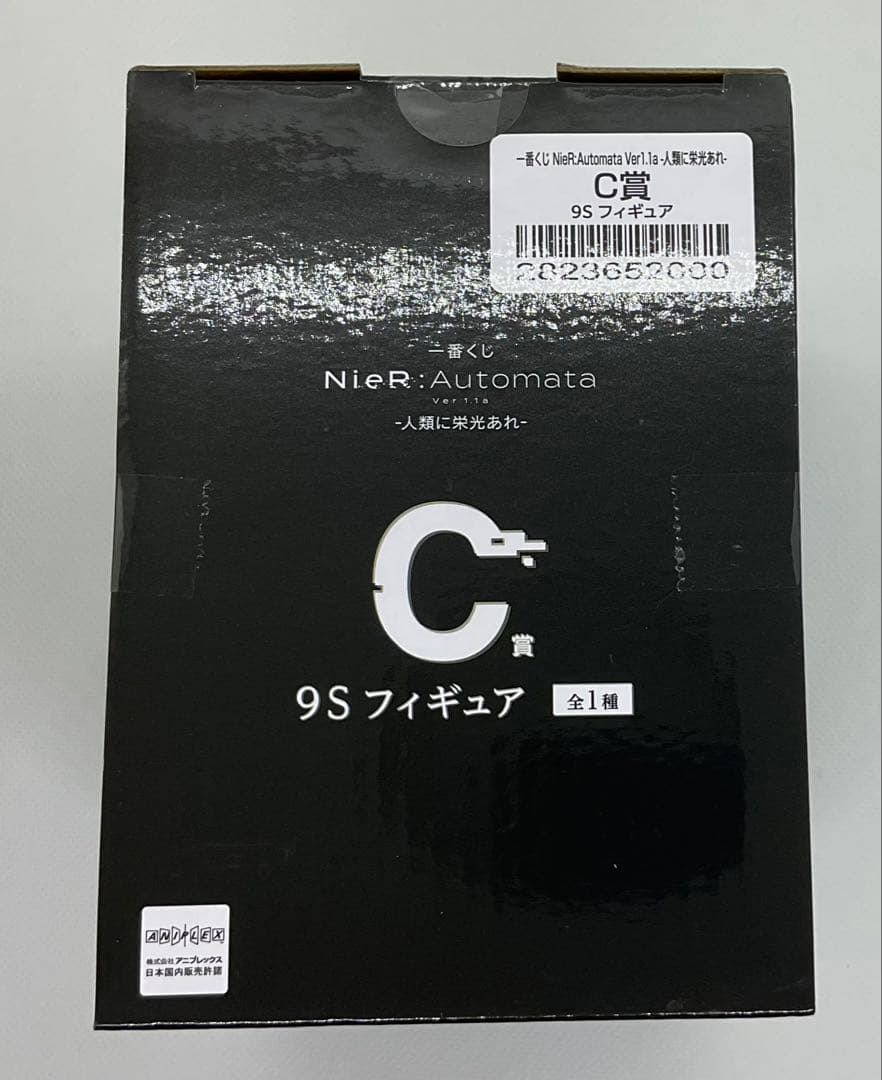 一番くじ NieR:Automata Ver1.1a -人類に栄光あれ-
C賞
9S フィギュア
2823652000
一番くじ
NieR:Automata
Ver 1.1a
-人類に栄光あれ-
C賞
9S フィギュア 全1種
ANIPLEX
株式会社アニプレックス
日本国内販売許諾